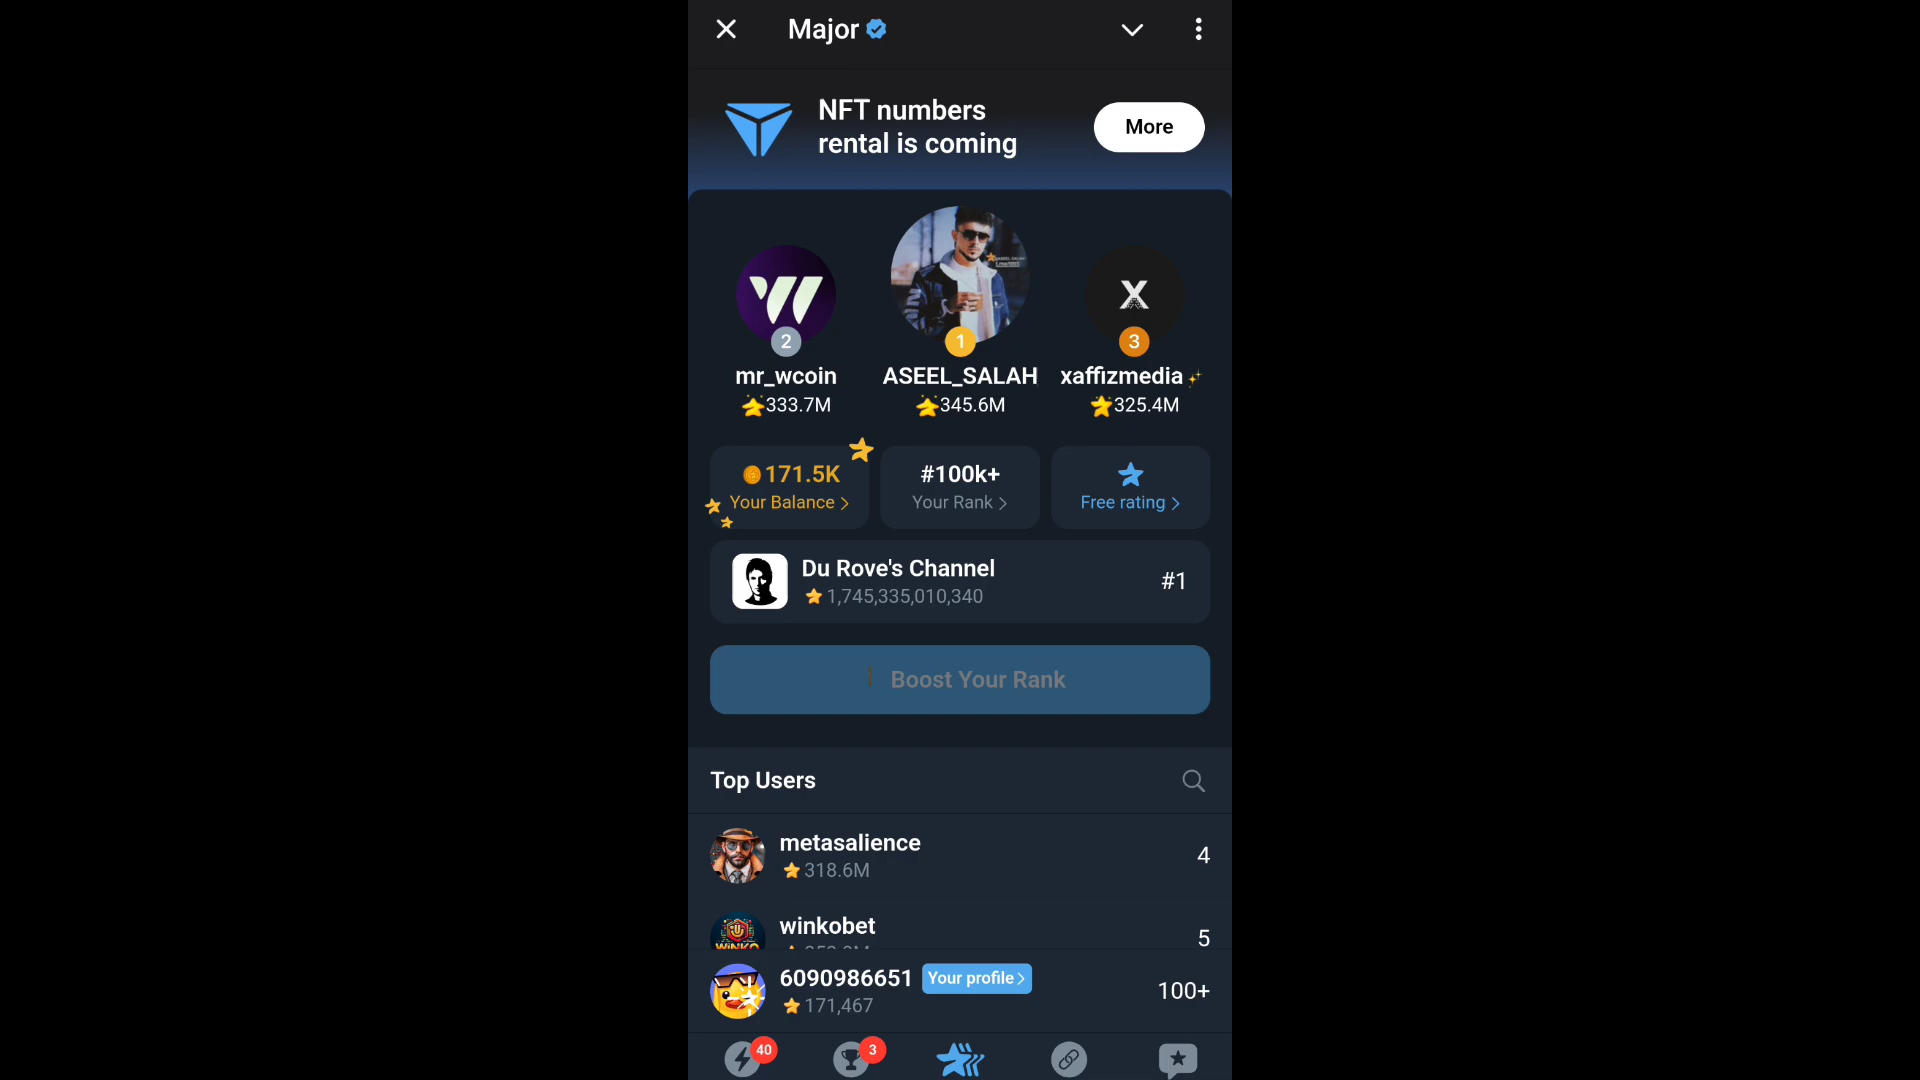 Major
NFT numbers
rental is coming
More
2
1
3
mr_wcoin
ASEEL_SALAH
xaffizmedia
333.7M
345.6M
325.4M
171.5K
#100k+
Your Balance
Your Rank
Free rating
Du Rove's Channel
1,745,335,010,340
#1
Boost Your Rank
Top Users
metasalience
318.6M
4
winkobet
5
6090986651
Your profile
171,467
100+
40
3